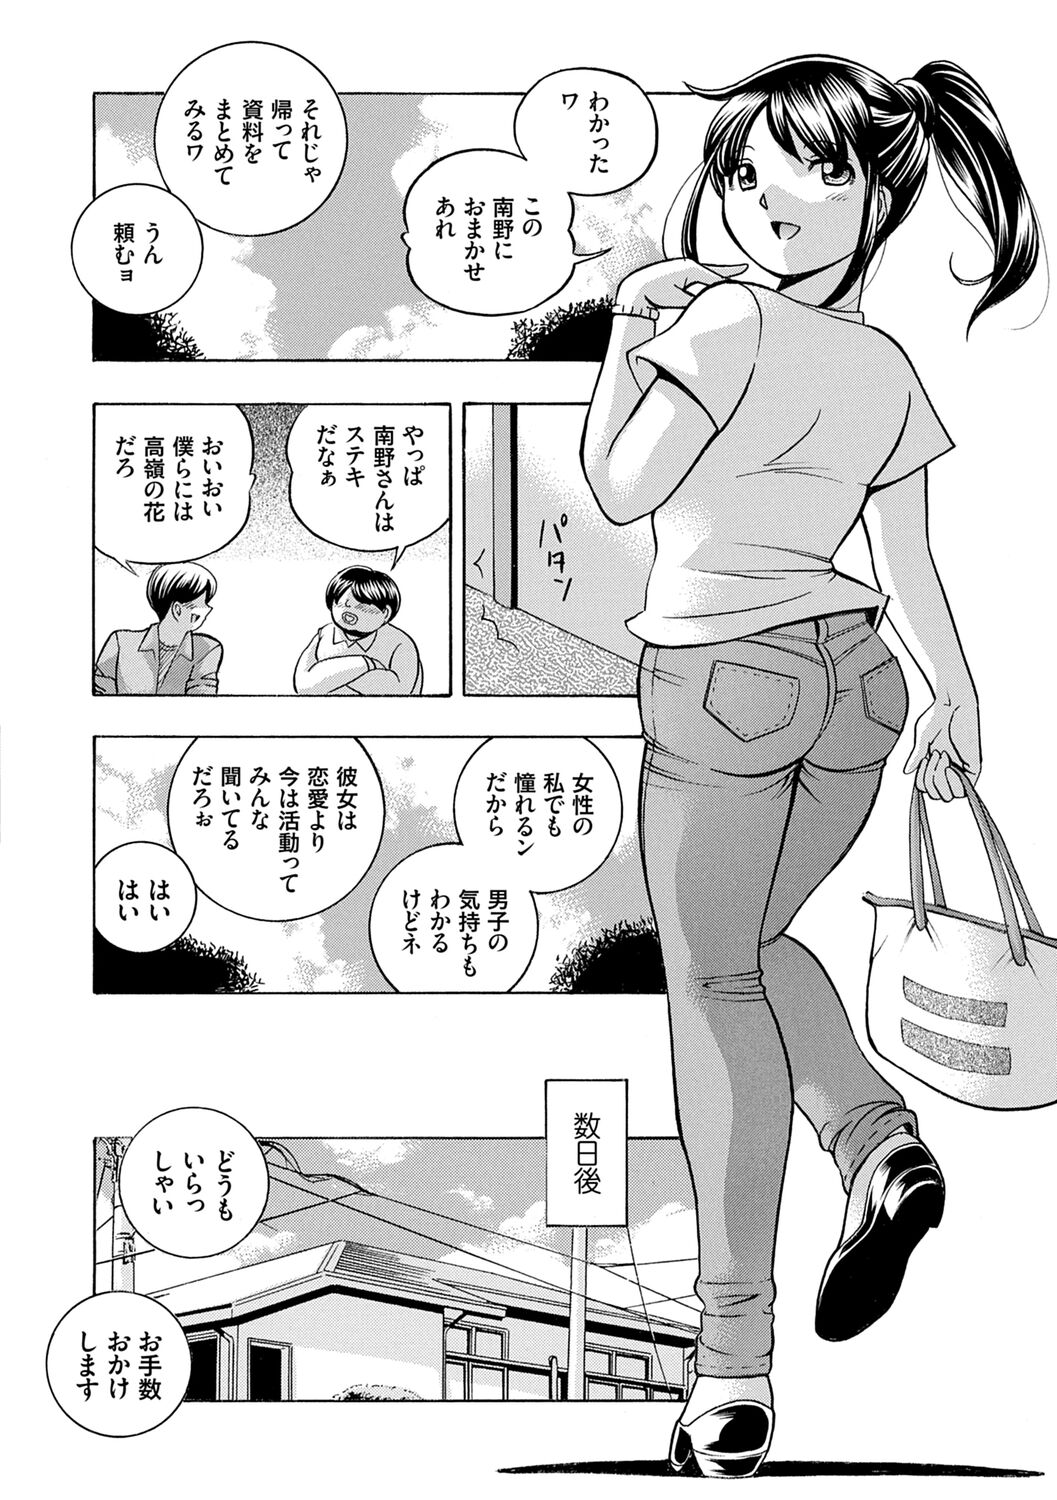 わかった
ワ
この
南野に
おまかせ
あれ
それじゃ
帰って
資料を
まとめて
みるワ
うん
頼むョ
パタン
やっぱ
南野さんは
ステキ
だなぁ
おいおい
僕らには
高嶺の花
だろ
女性の
私でも
憧れるン
だから
男子の
気持ちも
わかる
けどネ
彼女は
恋愛より
今は活動って
みんな
聞いてる
だろぉ
はい
はい
数日後
どうも
いらっ
しゃい
お手数
おかけ
します